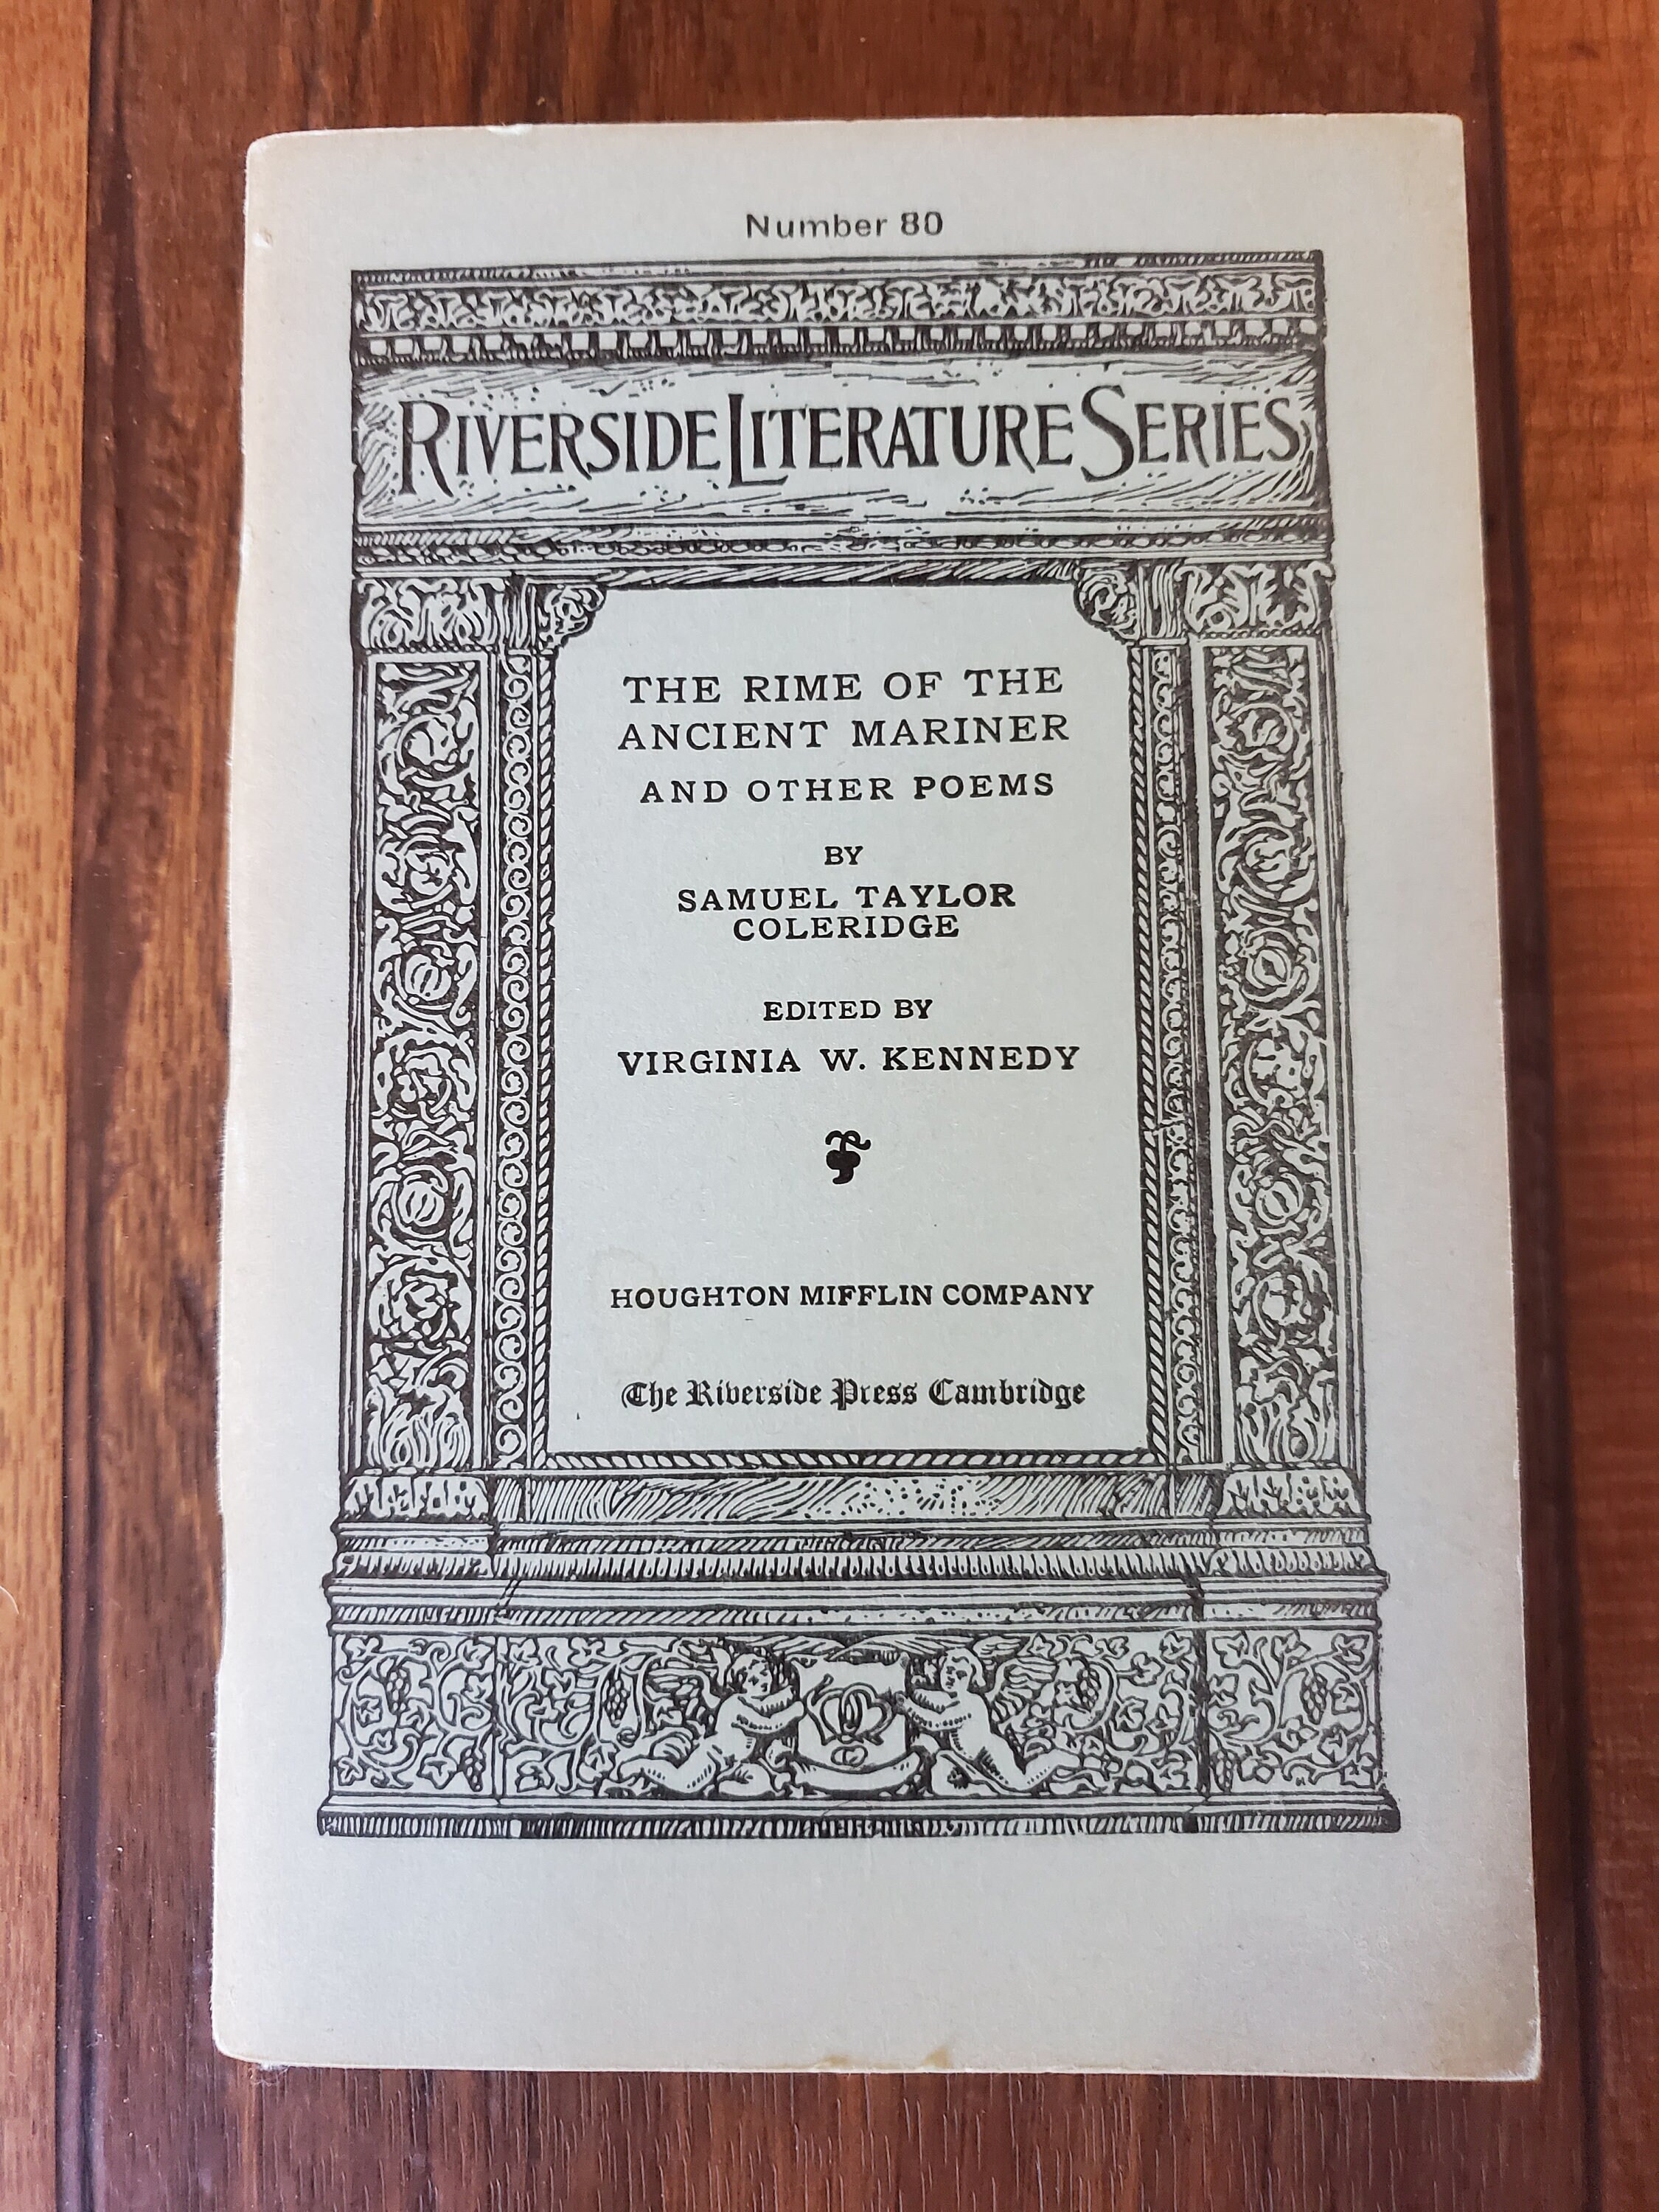 Number 80
RIVERSIDE LITERATURE SERIES
THE RIME OF THE
ANCIENT MARINER
AND OTHER POEMS
BY
SAMUEL TAYLOR
COLERIDGE
EDITED BY
VIRGINIA W. KENNEDY
HOUGHTON MIFFLIN COMPANY
The Riverside Press Cambridge